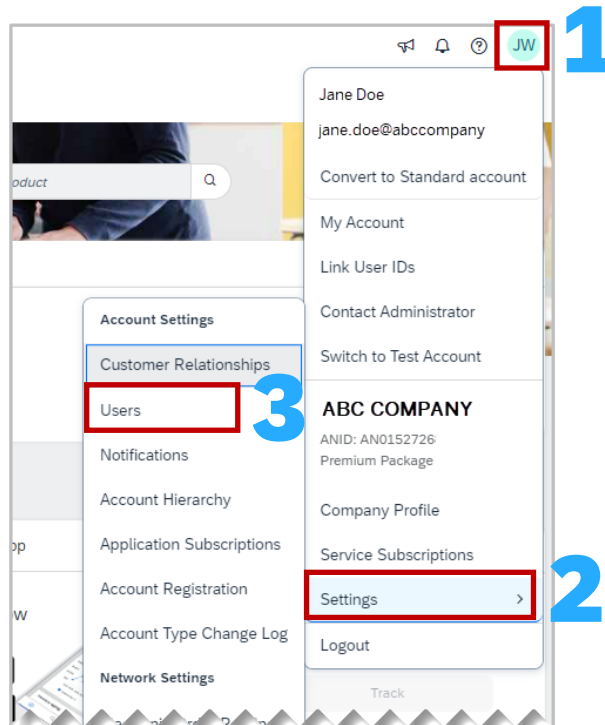 JW
1
Jane Doe
jane.doe@abccompany
Convert to Standard account
My Account
Link User IDs
Contact Administrator
Switch to Test Account
ABC COMPANY
ANID: AN0152726
Premium Package
Company Profile
Service Subscriptions
Settings
2
Logout
Account Settings
Customer Relationships
Users
3
Notifications
Account Hierarchy
Application Subscriptions
Account Registration
Account Type Change Log
Network Settings
Track